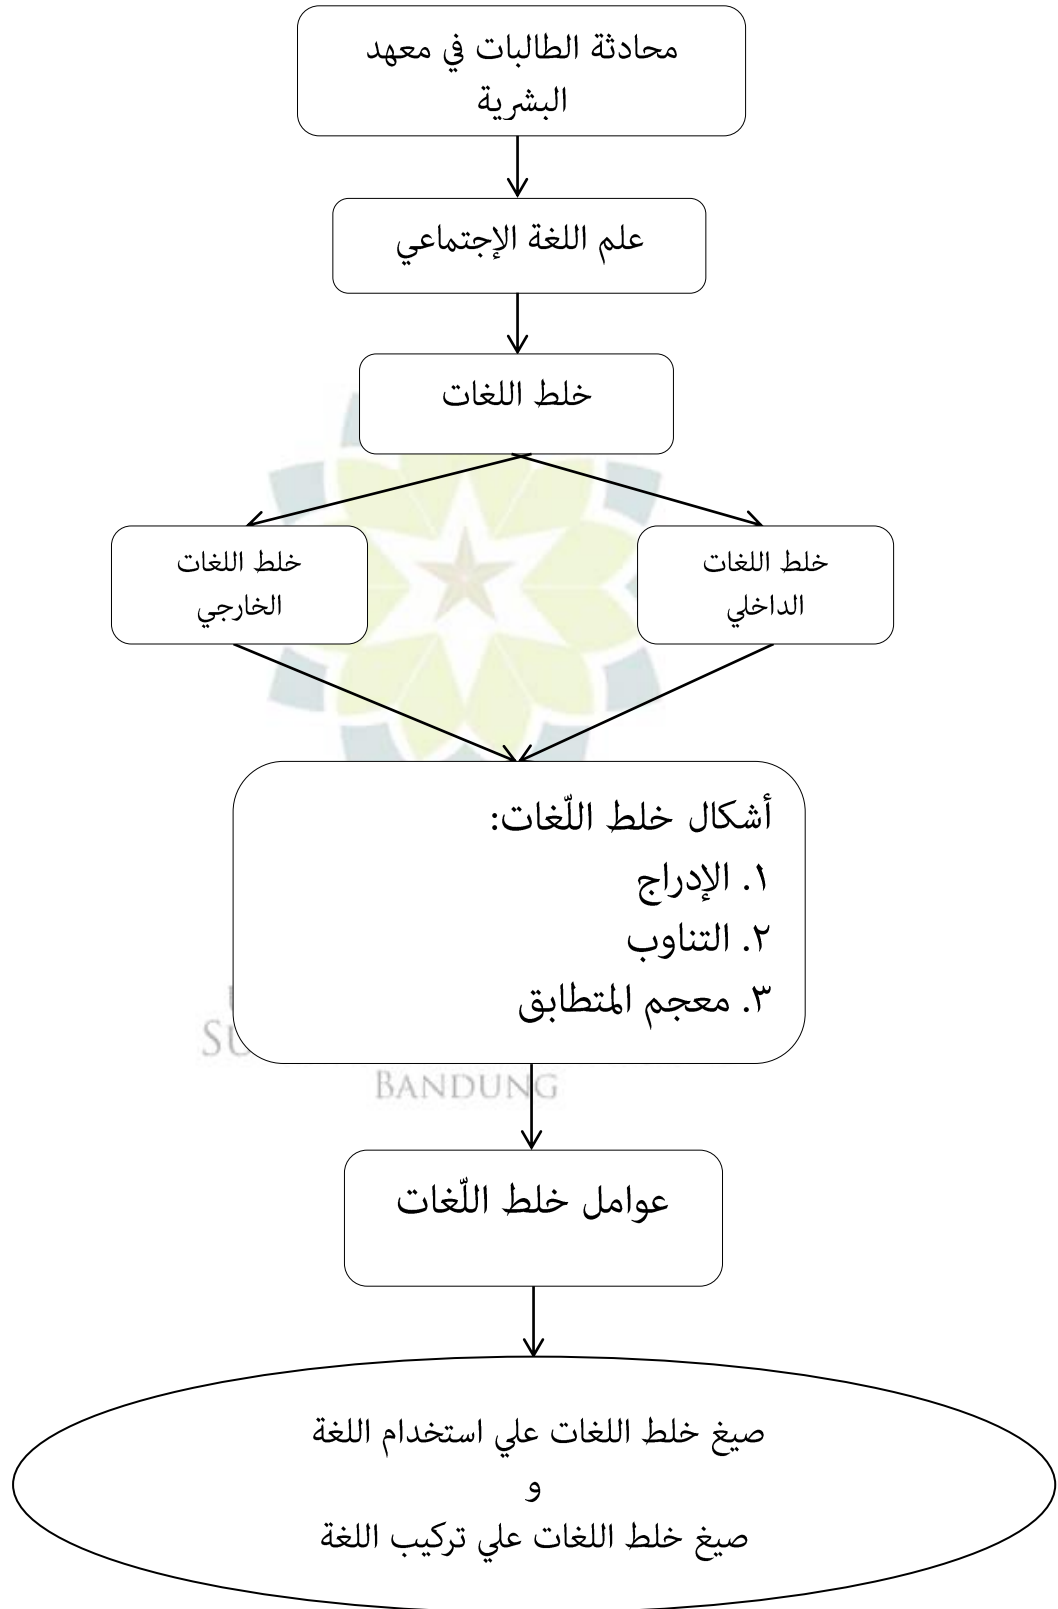 محادثة الطالبات في معهد
البشرية
علم اللغة الإجتماعي
خلط اللغات
خلط اللغات
الداخلي
خلط اللغات
الخارجي
أشكال خلط اللّغات:
١. الإدراج
٢. التناوب
٣. معجم المتطابق
BANDUNG
عوامل خلط اللّغات
صيغ خلط اللغات علي استخدام اللغة
و
صيغ خلط اللغات علي تركيب اللغة